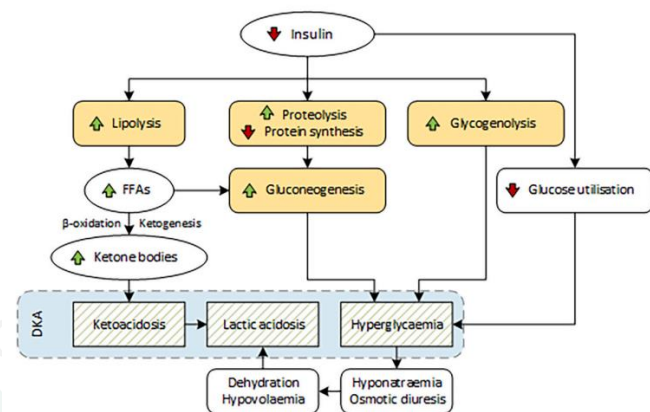 Insulin
Lipolysis
Proteolysis
Protein synthesis
Glycogenolysis
FFAs
Gluconeogenesis
Glucose utilisation
β-oxidation
Ketogenesis
Ketone bodies
DKA
Ketoacidosis
Lactic acidosis
Hyperglycaemia
Dehydration
Hypovolaemia
Hyponatraemia
Osmotic diuresis